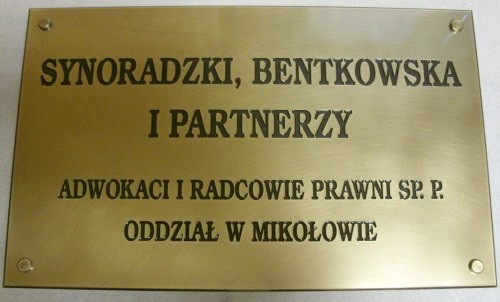 SYNORADZKI, BENTKOWSKA
I PARTNERZY
ADWOKACI I RADCOWIE PRAWNI SP. P.
ODDZIAŁ W MIKOŁOWIE